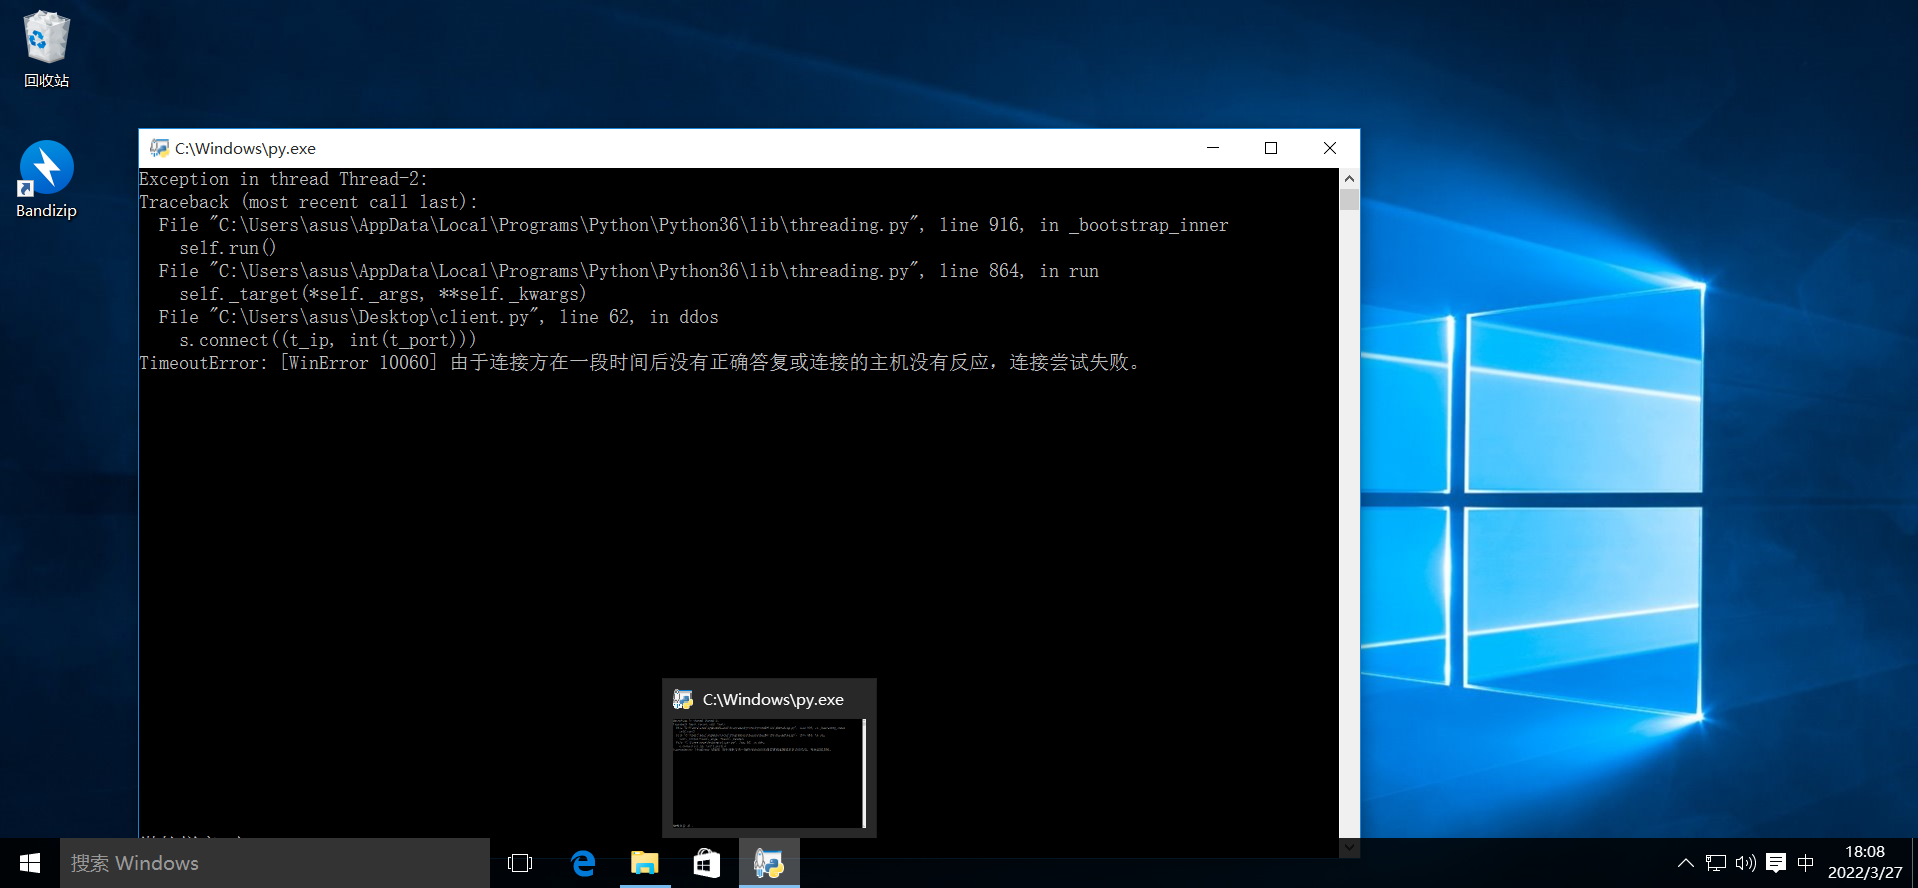 回收站
Bandizip
C:\Windows\py.exe
Exception in thread Thread-2:
Traceback (most recent call last):
  File "C:\Users\asus\AppData\Local\Programs\Python\Python36\lib\threading.py", line 916, in _bootstrap_inner
    self.run()
  File "C:\Users\asus\AppData\Local\Programs\Python\Python36\lib\threading.py", line 864, in run
    self._target(*self._args, **self._kwargs)
  File "C:\Users\asus\Desktop\client.py", line 62, in ddos
    s.connect((t_ip, int(t_port)))
TimeoutError: [WinError 10060] 由于连接方在一段时间后没有正确答复或连接的主机没有反应，连接尝试失败。
C:\Windows\py.exe
搜索 Windows
中
18:08
2022/3/27